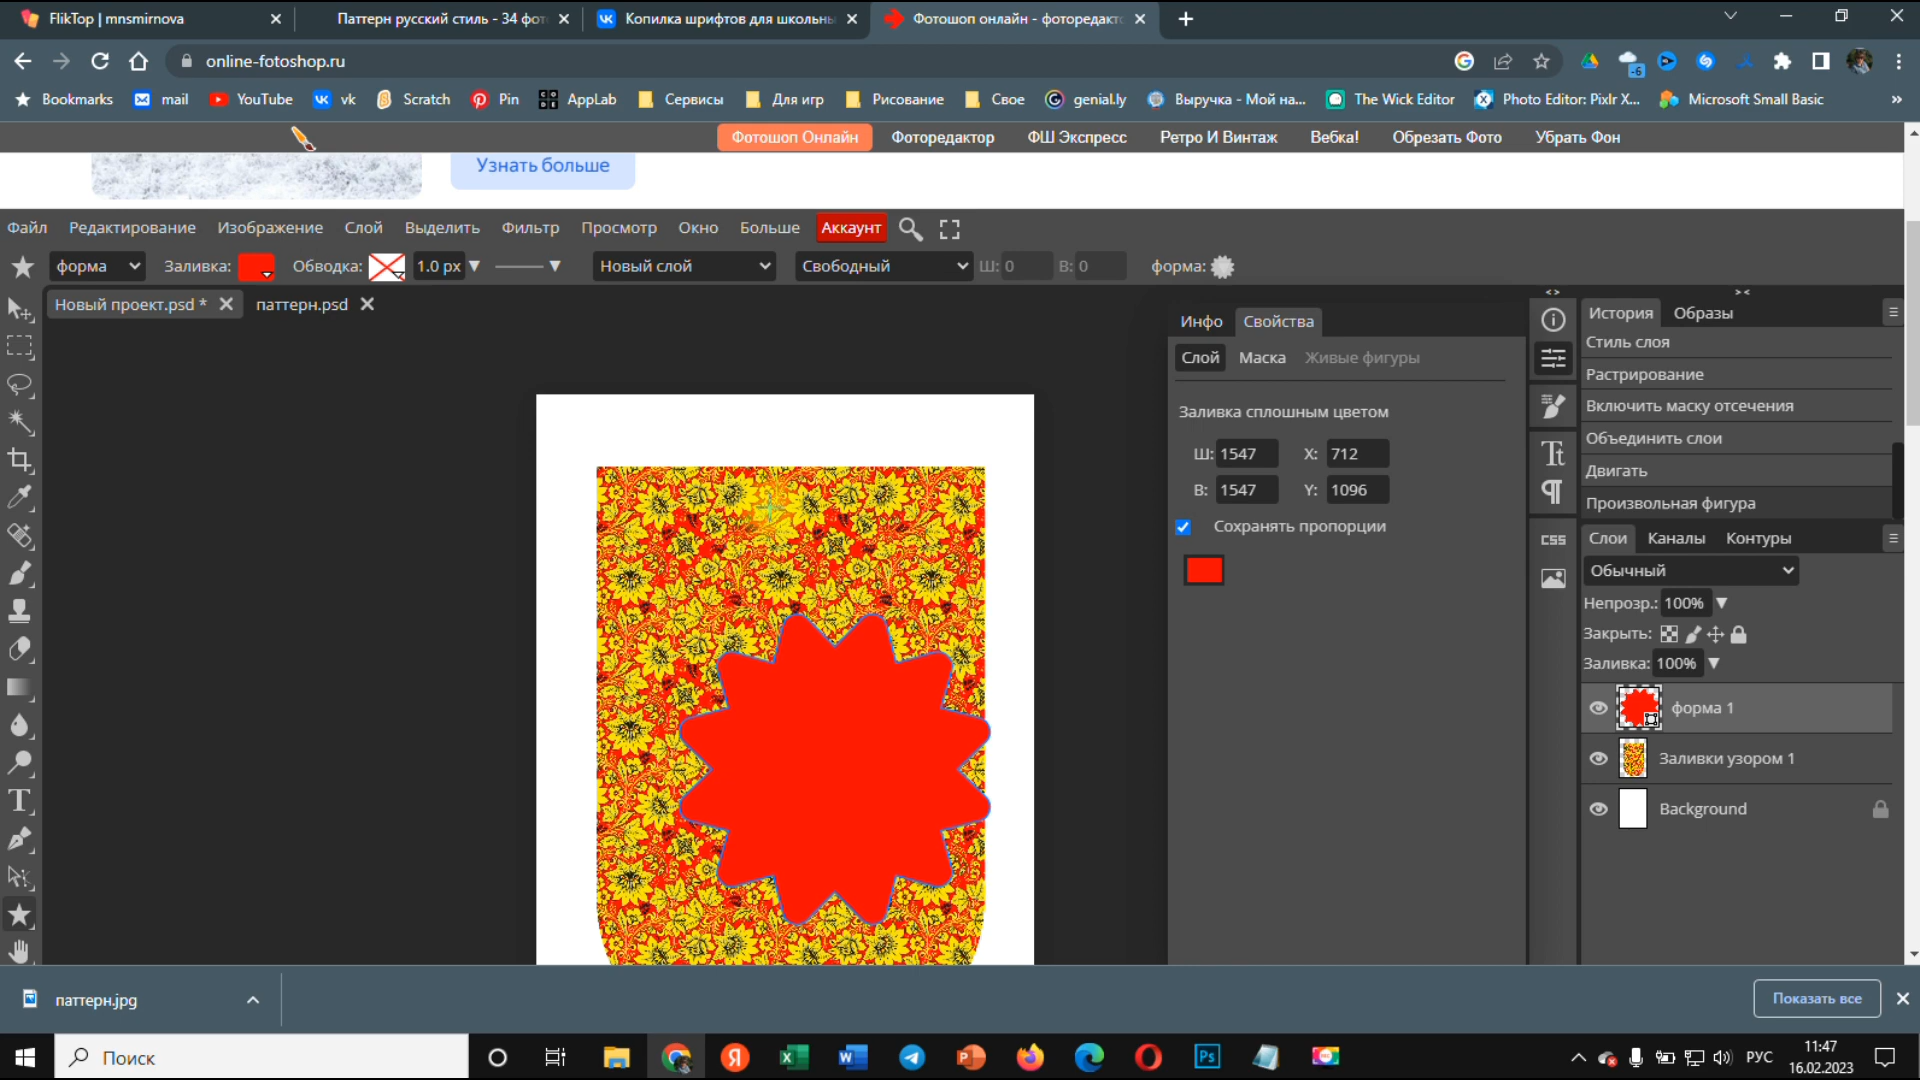 FlikTop | mnsmirnova
Паттерн русский стиль - 34 фот
Копилка шрифтов для школьны
Фотошоп онлайн - фоторедакто
online-fotoshop.ru
Bookmarks mail YouTube vk Scratch Pin AppLab Сервисы Для игр Рисование Свое genial.ly Выручка - Мой на... The Wick Editor Photo Editor: Pixlr X... Microsoft Small Basic »
Фотошоп Онлайн Фоторедактор ФШ Экспресс Ретро И Винтаж Вебка! Обрезать Фото Убрать Фон
Узнать больше
Файл Редактирование Изображение Слой Выделить Фильтр Просмотр Окно Больше Аккаунт
форма Заливка: Обводка: 1.0 px Новый слой Свободный Ш: 0 В: 0 форма:
Новый проект.psd * паттерн.psd
Инфо Свойства
Слой Маска Живые фигуры
Заливка сплошным цветом
Ш: 1547 X: 712
В: 1547 Y: 1096
Сохранять пропорции
CSS
История Образы
Стиль слоя
Растрирование
Включить маску отсечения
Объединить слои
Двигать
Произвольная фигура
Слои Каналы Контуры
Обычный
Непрозр.: 100%
Закрыть:
Заливка: 100%
форма 1
Заливки узором 1
Background
паттерн.jpg
Показать все
Поиск
РУС
11:47
16.02.2023